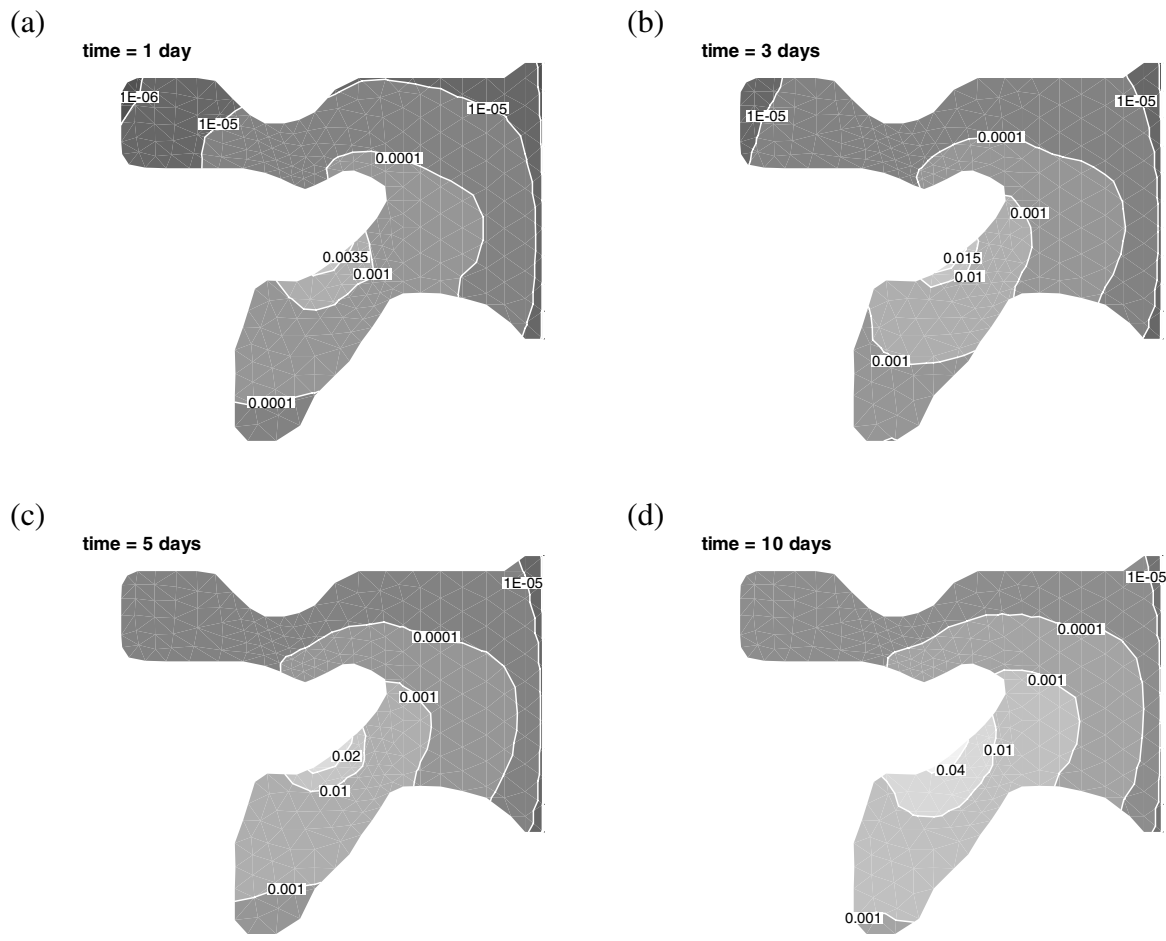 (a)
time = 1 day
1E-06
1E-05
1E-05
0.0001
0.0035
0.001
0.0001
(b)
time = 3 days
1E-05
1E-05
0.0001
0.001
0.015
0.01
0.001
(c)
time = 5 days
1E-05
0.0001
0.001
0.02
0.01
0.001
(d)
time = 10 days
1E-05
0.0001
0.001
0.01
0.04
0.001